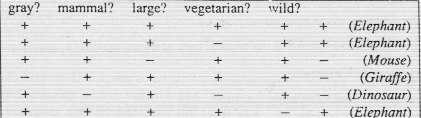 gray? mammal? large? vegetarian? wild?
+ + + + + + (Elephant)
+ + + − + + (Elephant)
+ + − + + − (Mouse)
− + + + + − (Giraffe)
+ − + − + − (Dinosaur)
+ + + + − + (Elephant)